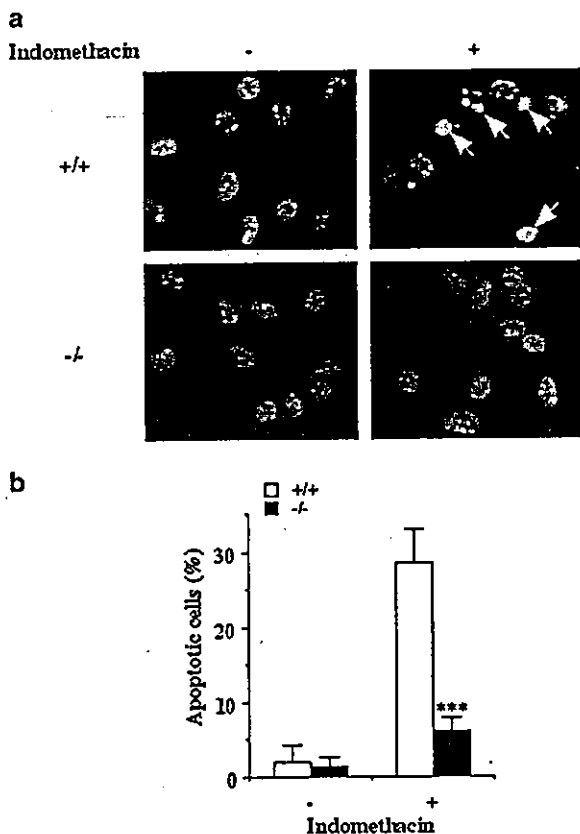 a
Indomethacin - +
+/+
-/-
b
+/+
-/-
Apoptotic cells (%)
30
20
10
0
***
- +
Indomethacin